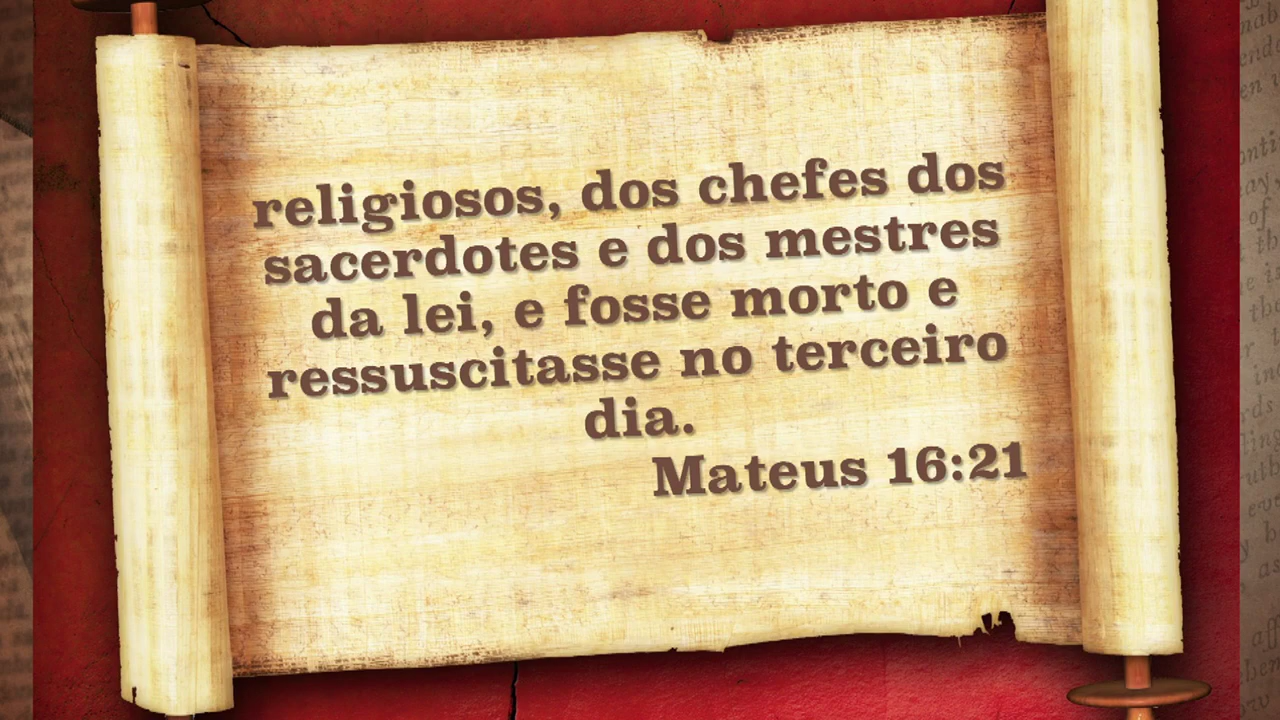 religiosos, dos chefes dos
sacerdotes e dos mestres
da lei, e fosse morto e
ressuscitasse no terceiro
dia.
Mateus 16:21